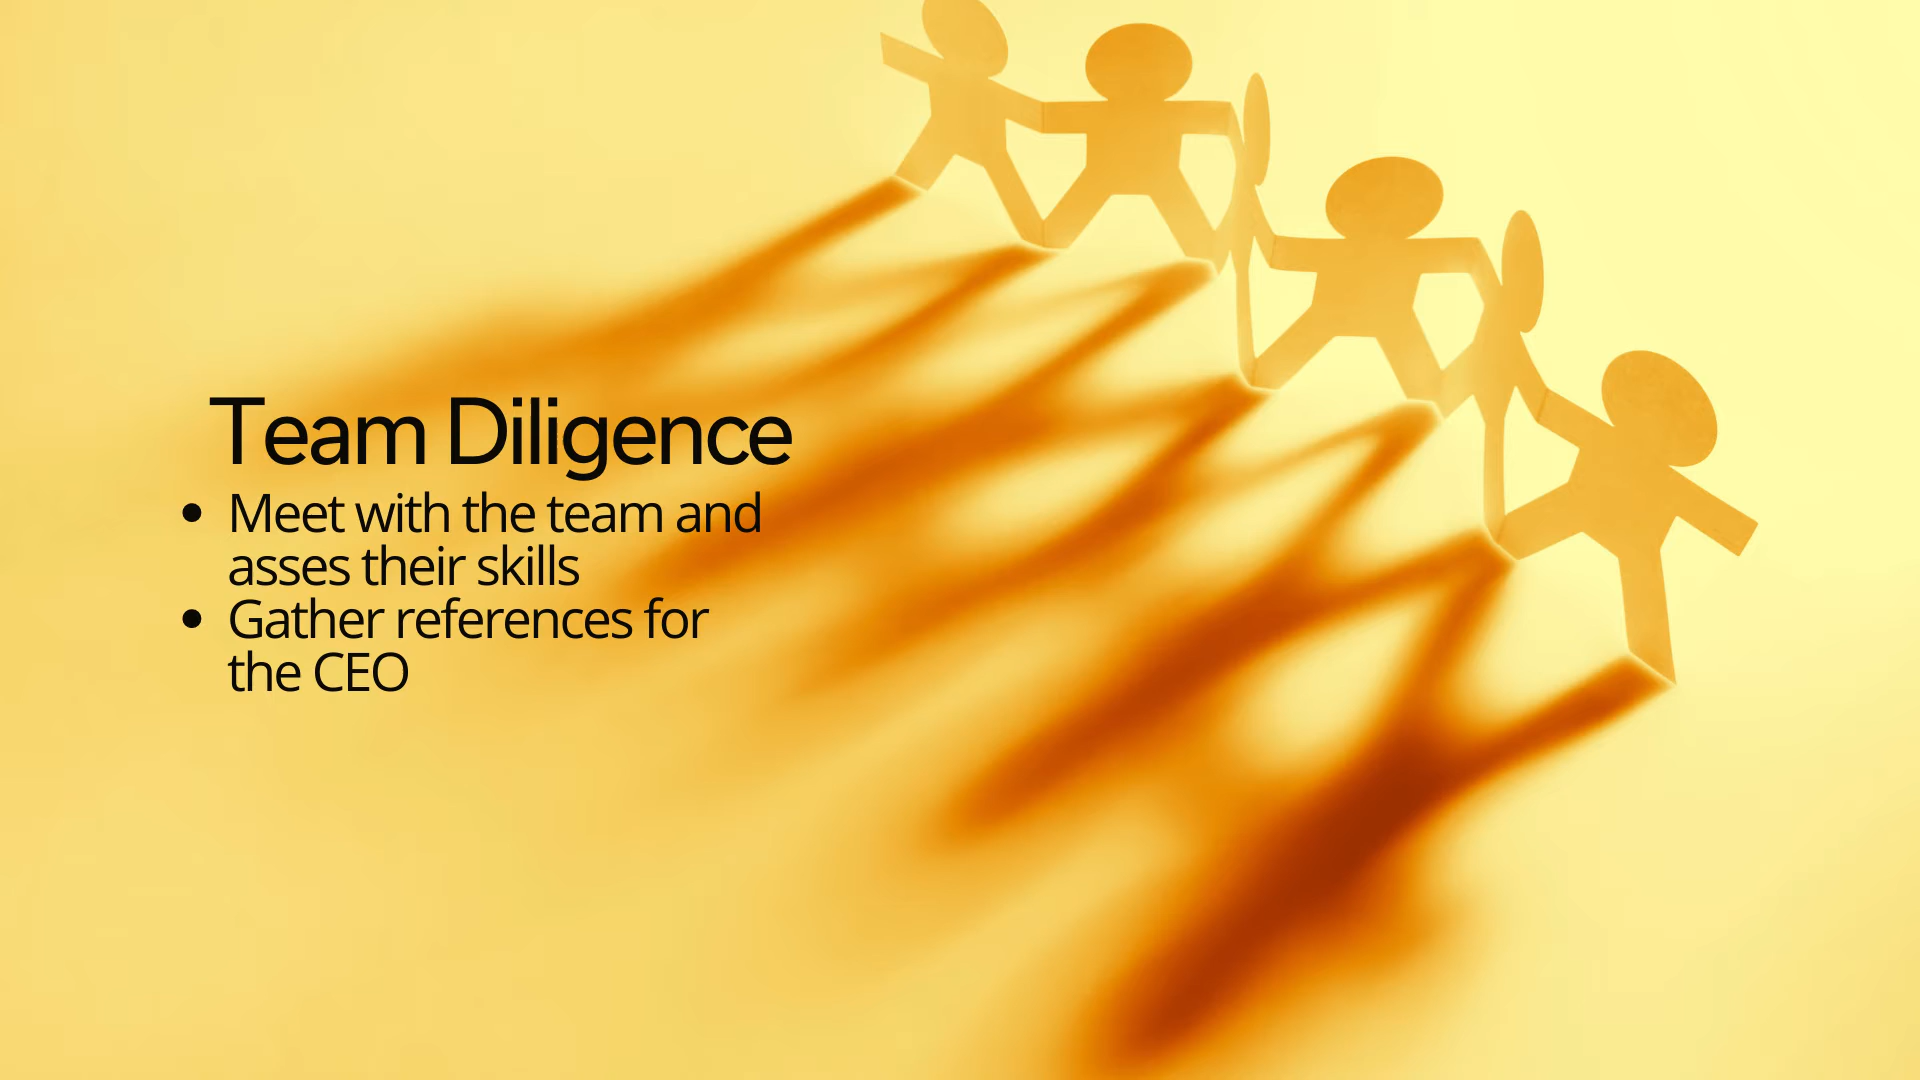 Team Diligence
• Meet with the team and
asses their skills
• Gather references for
the CEO